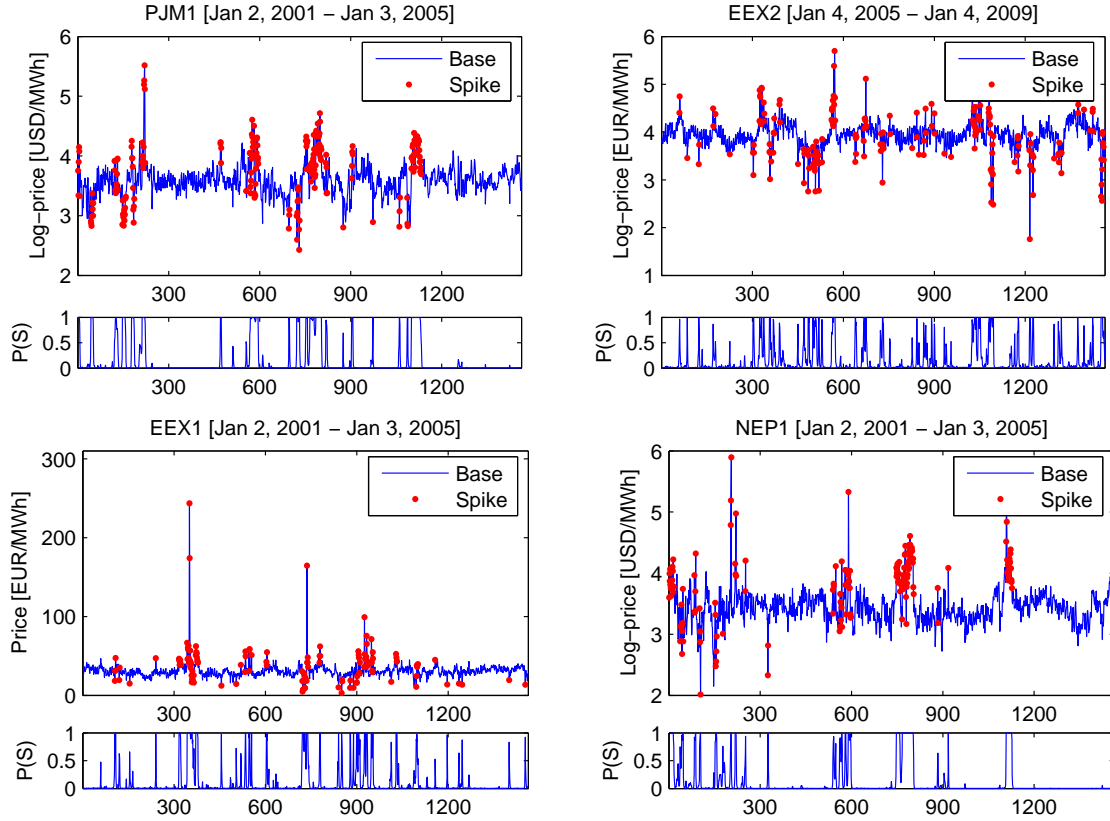 PJM1 [Jan 2, 2001 − Jan 3, 2005]
Log−price [USD/MWh]
6
5
4
3
2
Base
Spike
300 600 900 1200
P(S)
1
0.5
0
300 600 900 1200
EEX2 [Jan 4, 2005 − Jan 4, 2009]
Log−price [EUR/MWh]
6
5
4
3
2
1
Base
Spike
300 600 900 1200
P(S)
1
0.5
0
300 600 900 1200
EEX1 [Jan 2, 2001 − Jan 3, 2005]
Price [EUR/MWh]
300
200
100
0
Base
Spike
300 600 900 1200
P(S)
1
0.5
0
300 600 900 1200
NEP1 [Jan 2, 2001 − Jan 3, 2005]
Log−price [USD/MWh]
6
5
4
3
2
Base
Spike
300 600 900 1200
P(S)
1
0.5
0
300 600 900 1200